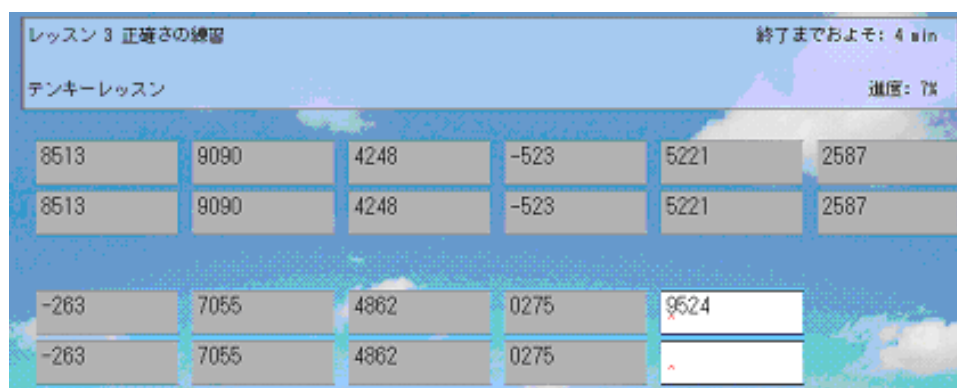 レッスン 3 正確さの練習 終了までおよそ: 4 min
テンキーレッスン 進度: 7%
8513 9090 4248 -523 5221 2587
8513 9090 4248 -523 5221 2587
-263 7055 4862 0275 9524
-263 7055 4862 0275